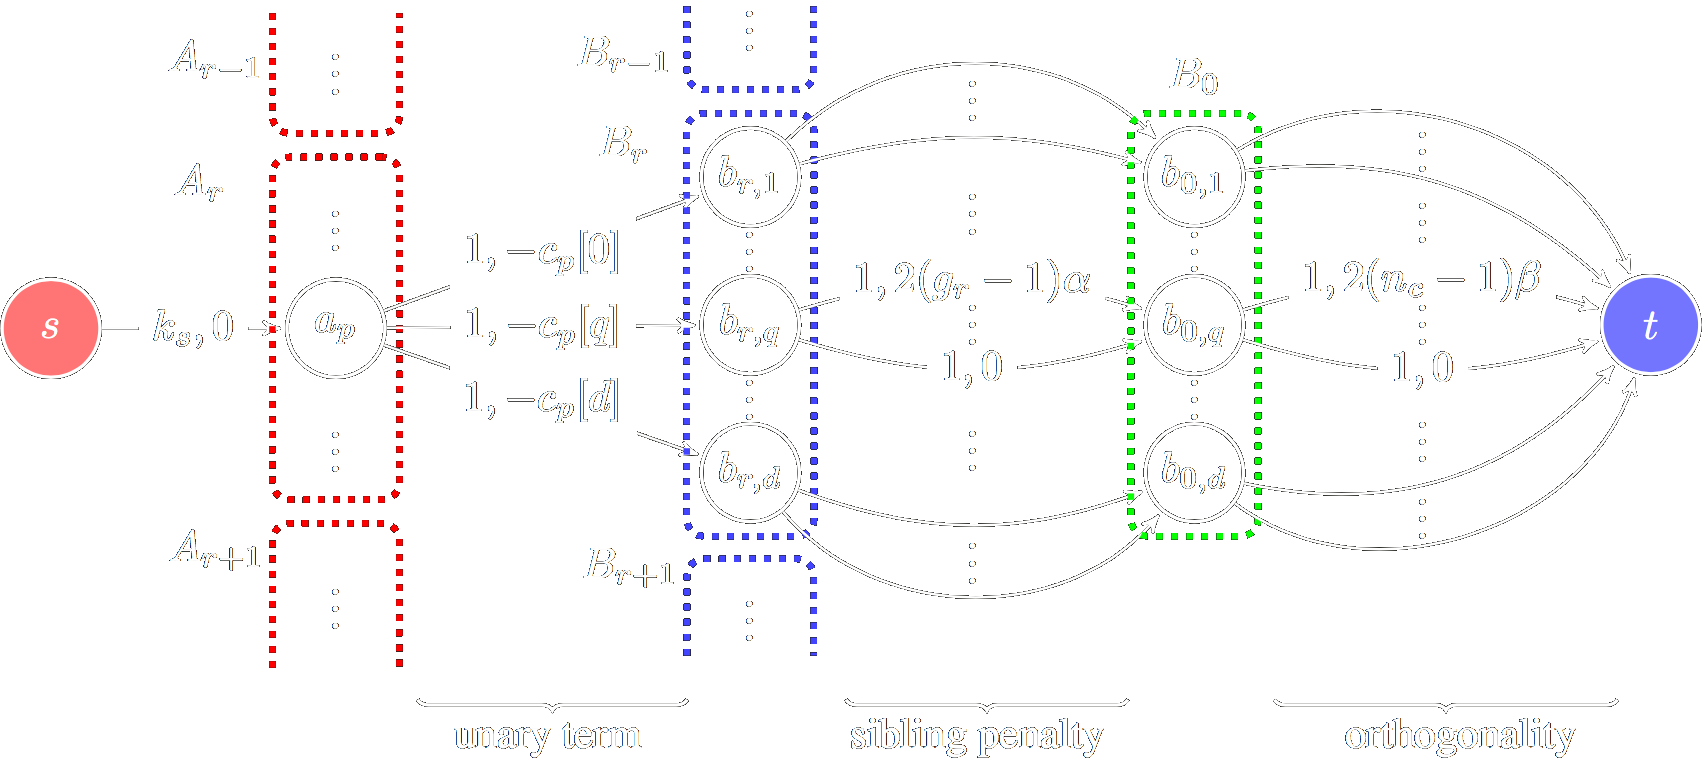 A_{r-1}
B_{r-1}
B_0
B_r
A_r
b_{r,1}
b_{0,1}
1, -c_p[0]
1, 2(g_r - 1)α
1, 2(n_c - 1)β
s
k_s, 0
a_p
1, -c_p[q]
b_{r,q}
b_{0,q}
t
1, 0
1, 0
1, -c_p[d]
b_{r,d}
b_{0,d}
A_{r+1}
B_{r+1}
unary term
sibling penalty
orthogonality